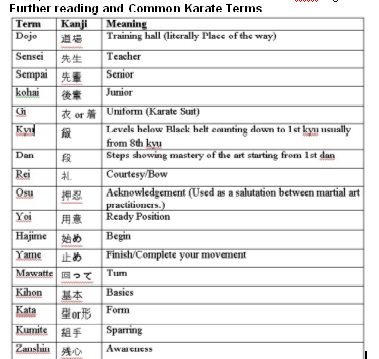 Further reading and Common Karate Terms
Term Kanji Meaning
Dojo 道場 Training hall (literally Place of the way)
Sensei 先生 Teacher
Sempai 先輩 Senior
kohai 後輩 Junior
Gi 衣 or 着 Uniform (Karate Suit)
Kyu 級 Levels below Black belt counting down to 1st kyu usually
from 8th kyu
Dan 段 Steps showing mastery of the art starting from 1st dan
Rei 礼 Courtesy/Bow
Osu 押忍 Acknowledgement (Used as a salutation between martial art
practitioners.)
Yoi 用意 Ready Position
Hajime 始め Begin
Yame 止め Finish/Complete your movement
Mawatte 回って Turn
Kihon 基本 Basics
Kata 型or形 Form
Kumite 組手 Sparring
Zanshin 残心 Awareness